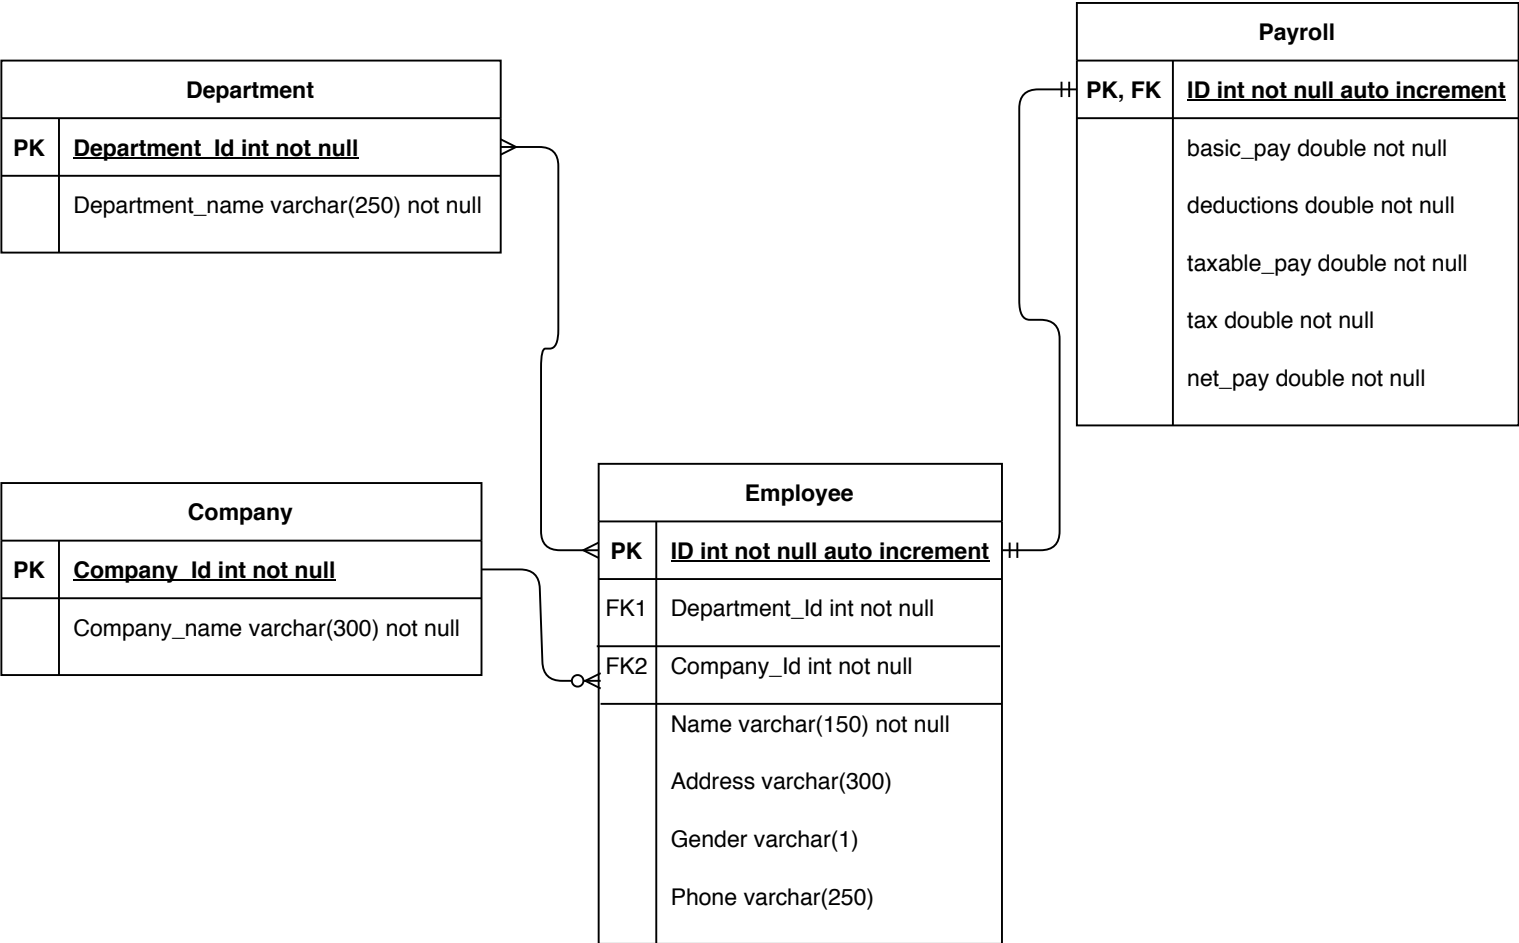 Payroll
PK, FK ID int not null auto increment
basic_pay double not null
deductions double not null
taxable_pay double not null
tax double not null
net_pay double not null
Department
PK Department_Id int not null
Department_name varchar(250) not null
Company
PK Company_Id int not null
Company_name varchar(300) not null
Employee
PK ID int not null auto increment
FK1 Department_Id int not null
FK2 Company_Id int not null
Name varchar(150) not null
Address varchar(300)
Gender varchar(1)
Phone varchar(250)